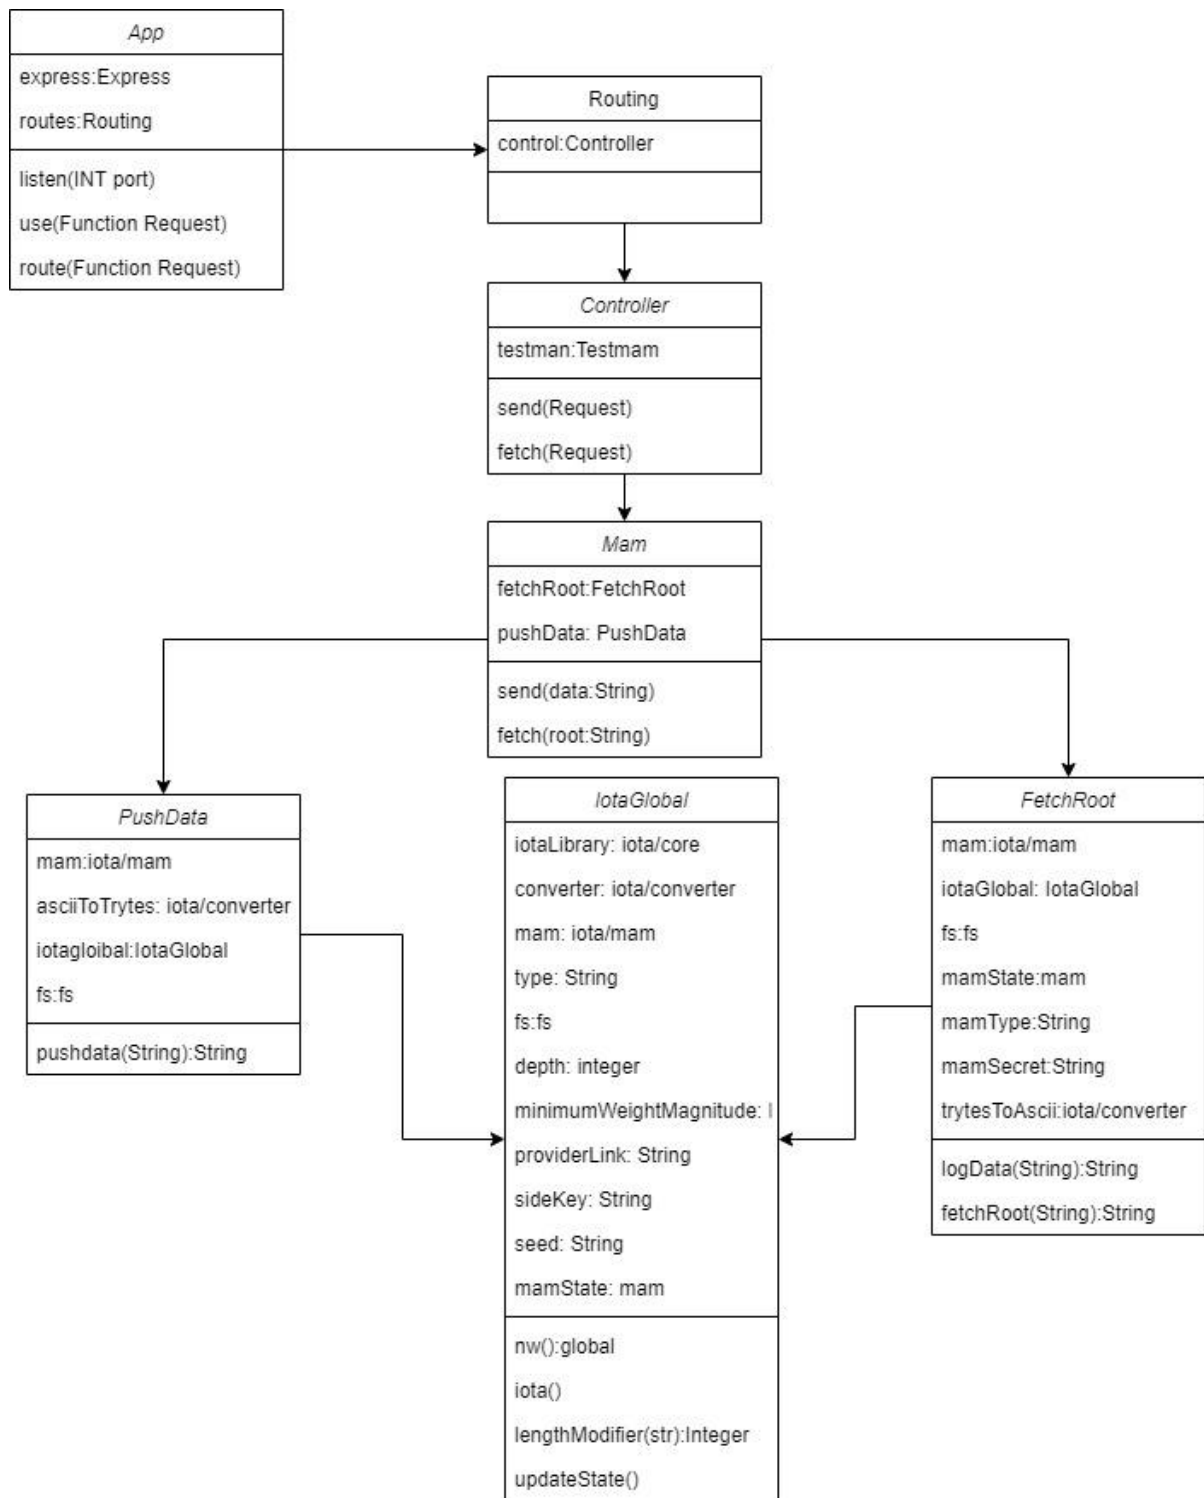 App
express:Express
routes:Routing
listen(INT port)
use(Function Request)
route(Function Request)
Routing
control:Controller
Controller
testman:Testmam
send(Request)
fetch(Request)
Mam
fetchRoot:FetchRoot
pushData: PushData
send(data:String)
fetch(root:String)
PushData
mam:iota/mam
asciiToTrytes: iota/converter
iotagloibal:IotaGlobal
fs:fs
pushdata(String):String
IotaGlobal
iotaLibrary: iota/core
converter: iota/converter
mam: iota/mam
type: String
fs:fs
depth: integer
minimumWeightMagnitude: I
providerLink: String
sideKey: String
seed: String
mamState: mam
nw():global
iota()
lengthModifier(str):Integer
updateState()
FetchRoot
mam:iota/mam
iotaGlobal: IotaGlobal
fs:fs
mamState:mam
mamType:String
mamSecret:String
trytesToAscii:iota/converter
logData(String):String
fetchRoot(String):String